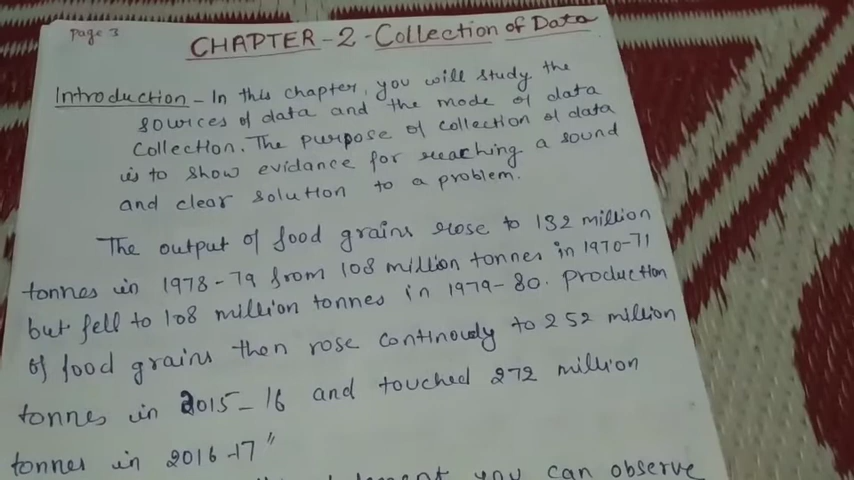 Page 3
CHAPTER-2-Collection of Data
Introduction - In this chapter, you will study the
sources of data and the mode of data
collection. The purpose of collection of data
is to show evidence for reaching a sound
and clear solution to a problem.
The output of food grains rose to 132 million
tonnes in 1978-79 from 108 million tonnes in 1970-71
but fell to 108 million tonnes in 1979-80. Production
of food grains then rose continously to 252 million
tonnes in 2015-16 and touched 272 million
tonnes in 2016-17"
you can observe